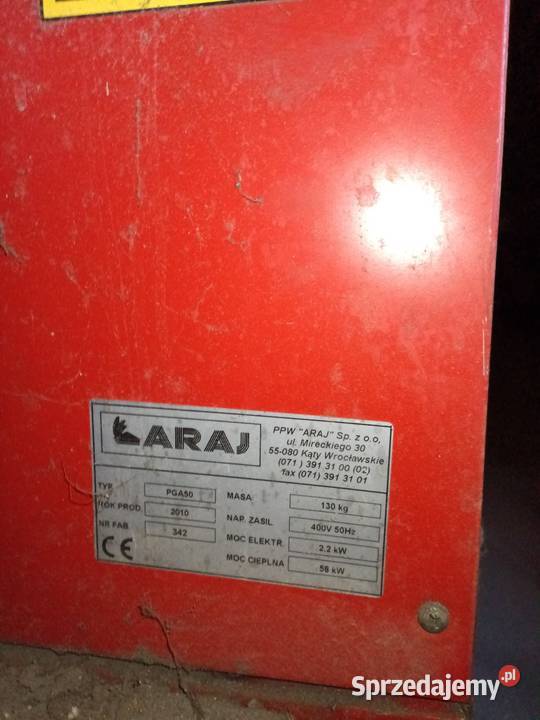 ARAJ
PPW "ARAJ" Sp. z o.o,
ul. Mireckiego 30
55-080 Kąty Wrocławskie
(071 ) 391 31 00 (02)
fax (071) 391 31 01
TYP PGA50
ROK PROD. 2010
NR FAB. 342
CE
MASA 130 kg
NAP. ZASIL. 400V 50Hz
MOC ELEKTR. 2.2 kW
MOC CIEPLNA 58 kW
Sprzedajemy.pl